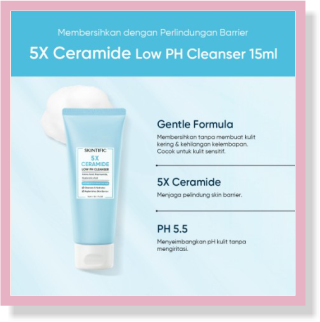 Membersihkan dengan Perlindungan Barrier
5X Ceramide Low PH Cleanser 15ml
Gentle Formula
Membersihkan tanpa membuat kulit
kering & kehilangan kelembapan.
Cocok untuk kulit sensitif.
SKINTIFIC
5X
CERAMIDE
LOW PH CLEANSER
5X Ceramide
Menjaga pelindung skin barrier.
PH 5.5
Menyeimbangkan pH kulit tanpa
mengiritasi.